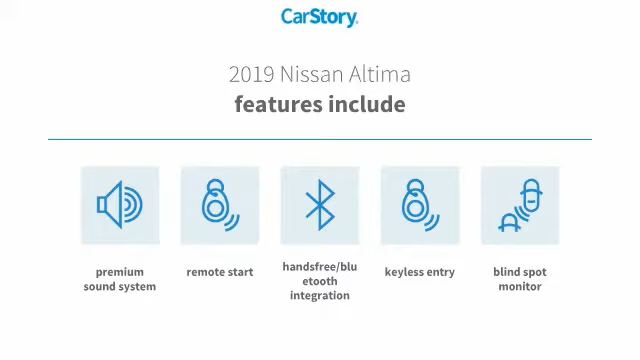 CarStory.
2019 Nissan Altima
features include
premium
sound system
remote start
handsfree/blu
etooth
integration
keyless entry
blind spot
monitor